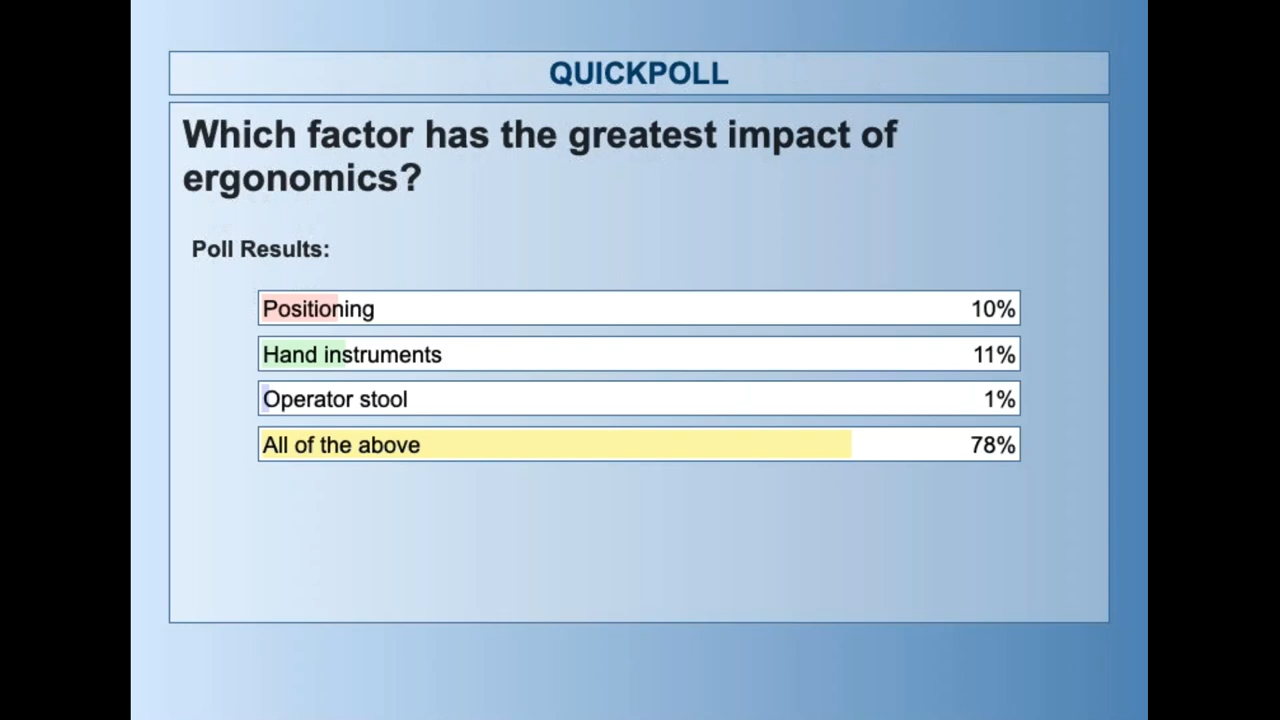 QUICKPOLL
Which factor has the greatest impact of
ergonomics?
Poll Results:
Positioning 10%
Hand instruments 11%
Operator stool 1%
All of the above 78%